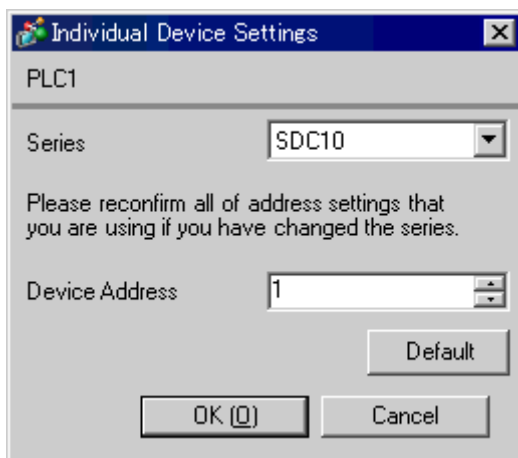 Individual Device Settings
PLC1
Series SDC10
Please reconfirm all of address settings that
you are using if you have changed the series.
Device Address 1
Default
OK (O) Cancel